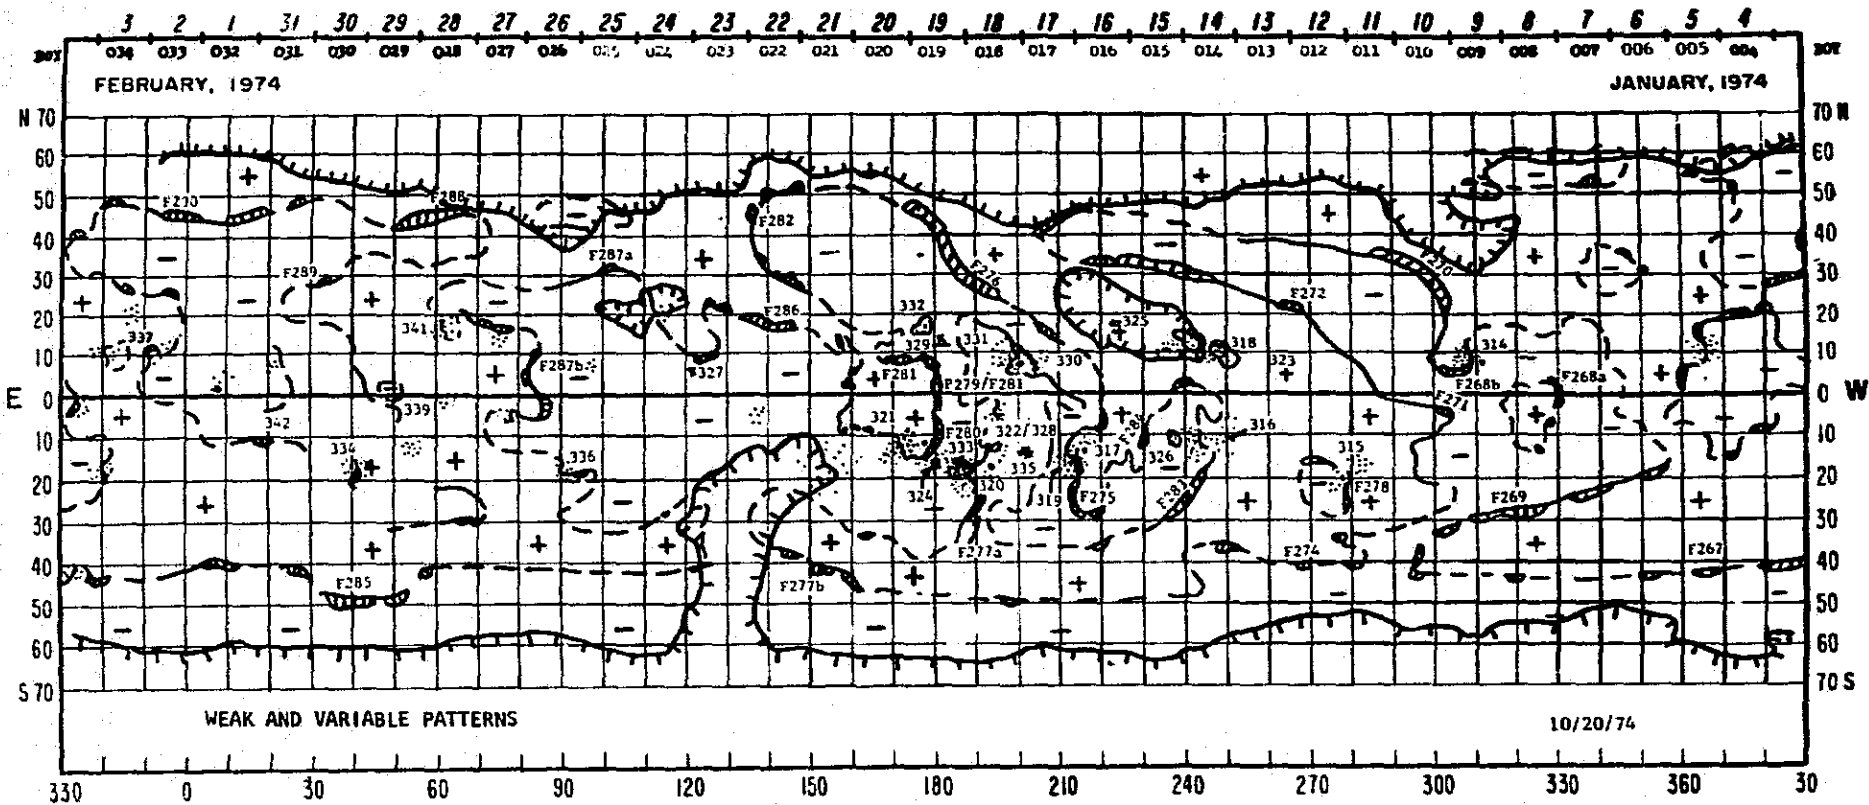 3 2 1 31 30 29 28 27 26 25 24 23 22 21 20 19 18 17 16 15 14 13 12 11 10 9 8 7 6 5 4
034 033 032 031 030 029 028 027 026 025 024 023 022 021 020 019 018 017 016 015 014 013 012 011 010 009 008 007 006 005 004
FEBRUARY, 1974 JANUARY, 1974
N 70 70 N
60 60
50 F290 F288 50
F282
40 40
F287a
30 F289 F276 F270 30
F286 F272
20 341 332 325 20
337 329 331 318 314
10 330 323 10
F287b 327 F281 F279/F281 F268b F268a
E 0 0 W
339 321 F271
342 F280 322/328 316
10 10
334 336 333 317 326 315
335
20 324 320 319 F275 F283 F278 F269 20
30 30
F277a F274 F267
40 40
F285 F277b
50 50
60 60
S 70 70 S
WEAK AND VARIABLE PATTERNS 10/20/74
330 0 30 60 90 120 150 180 210 240 270 300 330 360 30